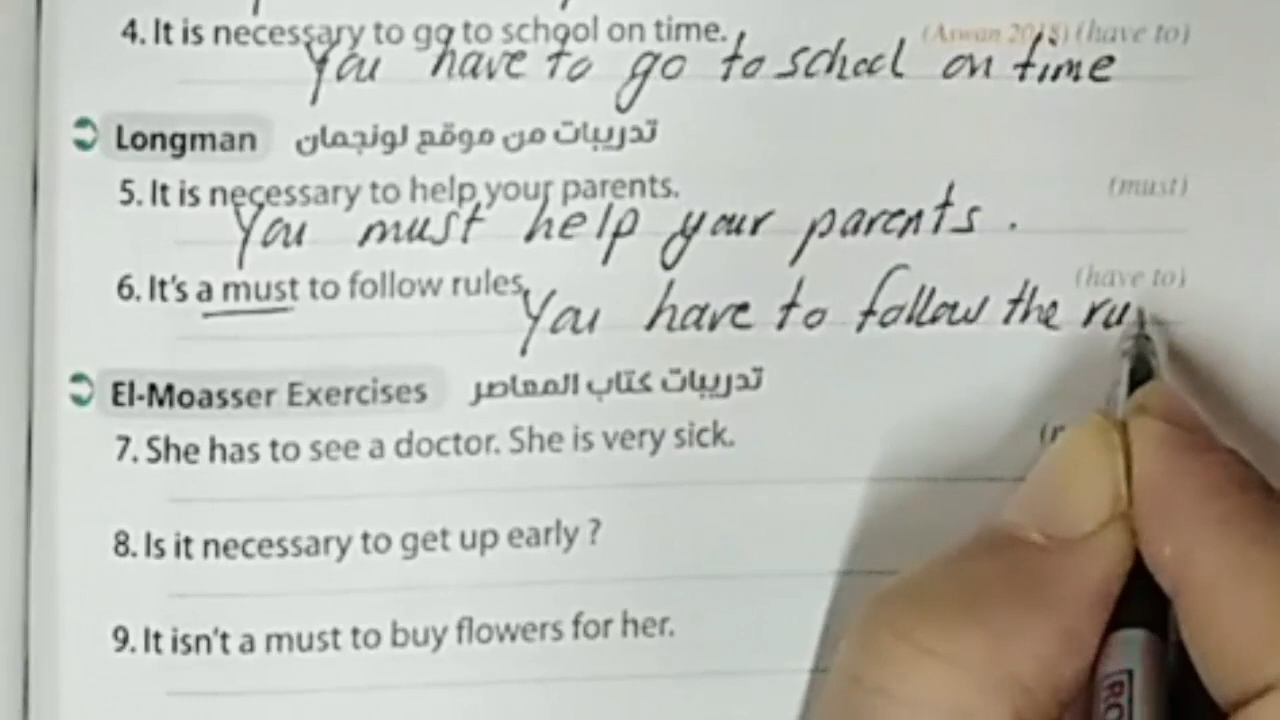 4. It is necessary to go to school on time. (Aswan 2018) (have to)
You have to go to school on time
Longman تدريبات من موقع لونجمان
5. It is necessary to help your parents. (must)
You must help your parents.
6. It's a must to follow rules. (have to)
You have to follow the ru
El-Moasser Exercises تدريبات كتاب المعاصر
7. She has to see a doctor. She is very sick.
8. Is it necessary to get up early ?
9. It isn't a must to buy flowers for her.